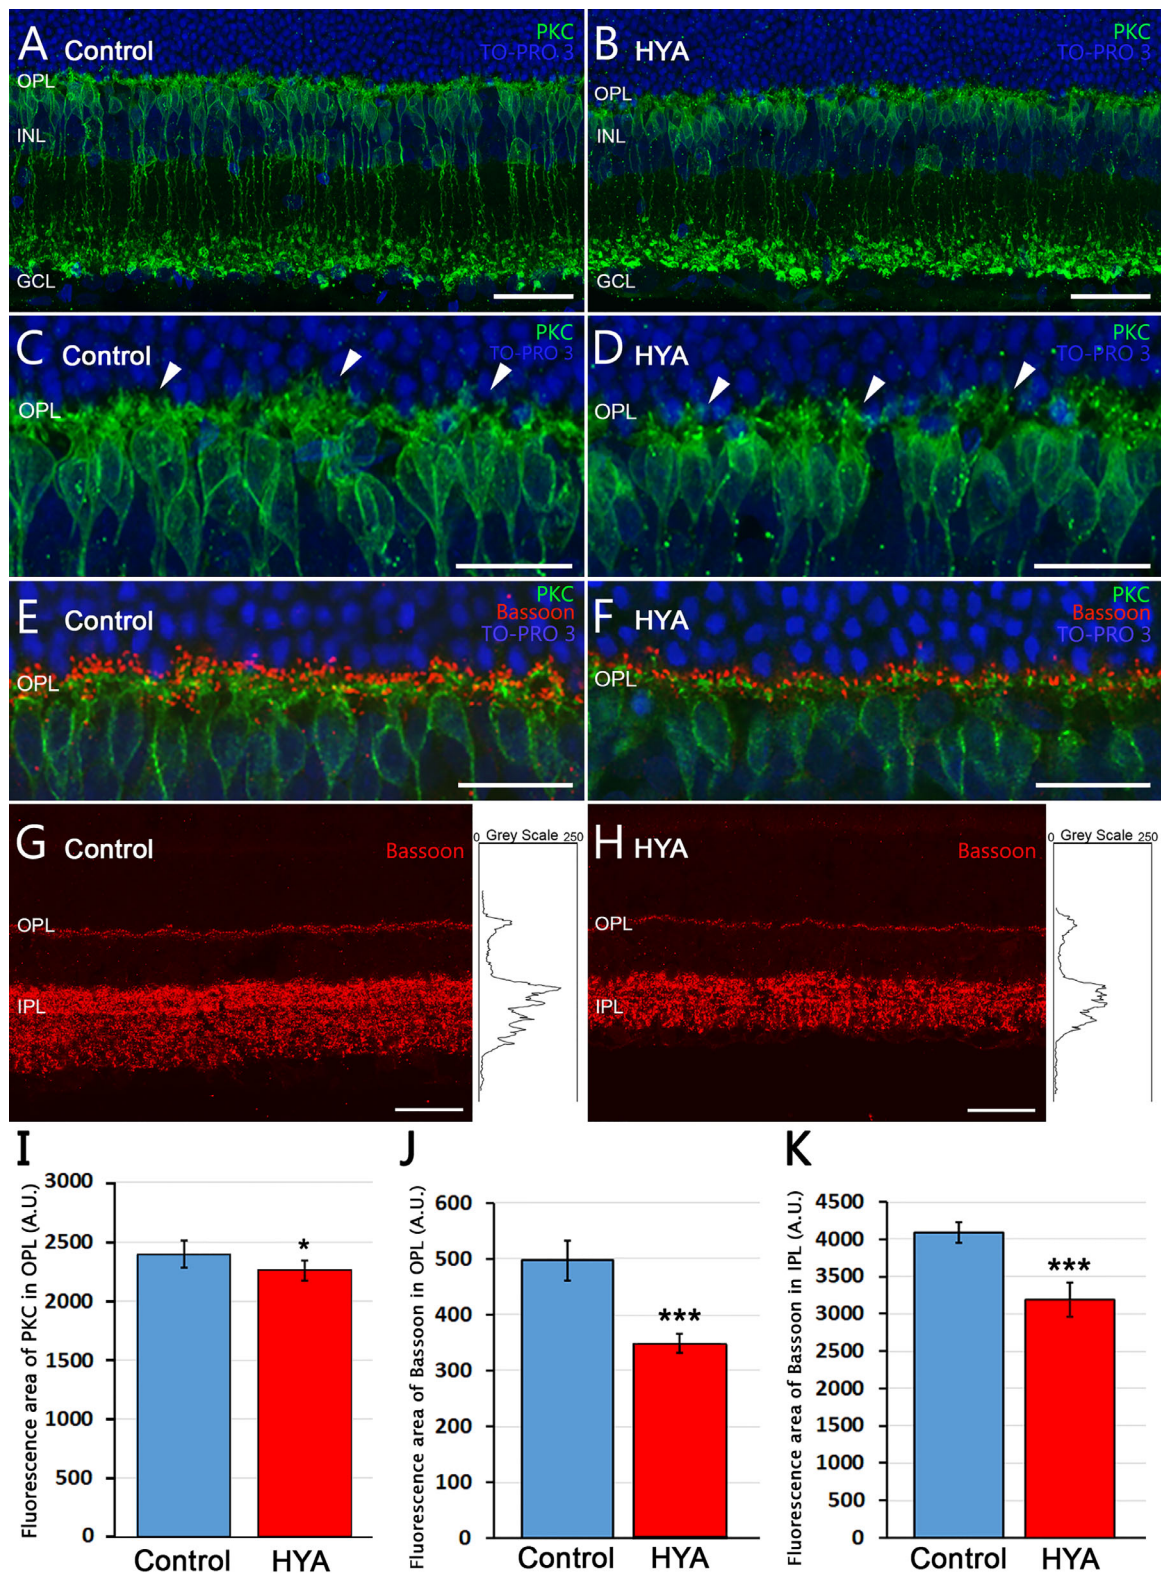 A Control
PKC
TO-PRO 3
OPL
INL
GCL
B HYA
PKC
TO-PRO 3
OPL
INL
GCL
C Control
PKC
TO-PRO 3
OPL
D HYA
PKC
TO-PRO 3
OPL
E Control
PKC
Bassoon
TO-PRO 3
OPL
F HYA
PKC
Bassoon
TO-PRO 3
OPL
G Control
Bassoon
OPL
IPL
0 Grey Scale 250
H HYA
Bassoon
OPL
IPL
0 Grey Scale 250
I
Fluorescence area of PKC in OPL (A.U.)
3000
2500
2000
1500
1000
500
0
*
Control HYA
J
Fluorescence area of Bassoon in OPL (A.U.)
600
500
400
300
200
100
0
***
Control HYA
K
Fluorescence area of Bassoon in IPL (A.U.)
4500
4000
3500
3000
2500
2000
1500
1000
500
0
***
Control HYA